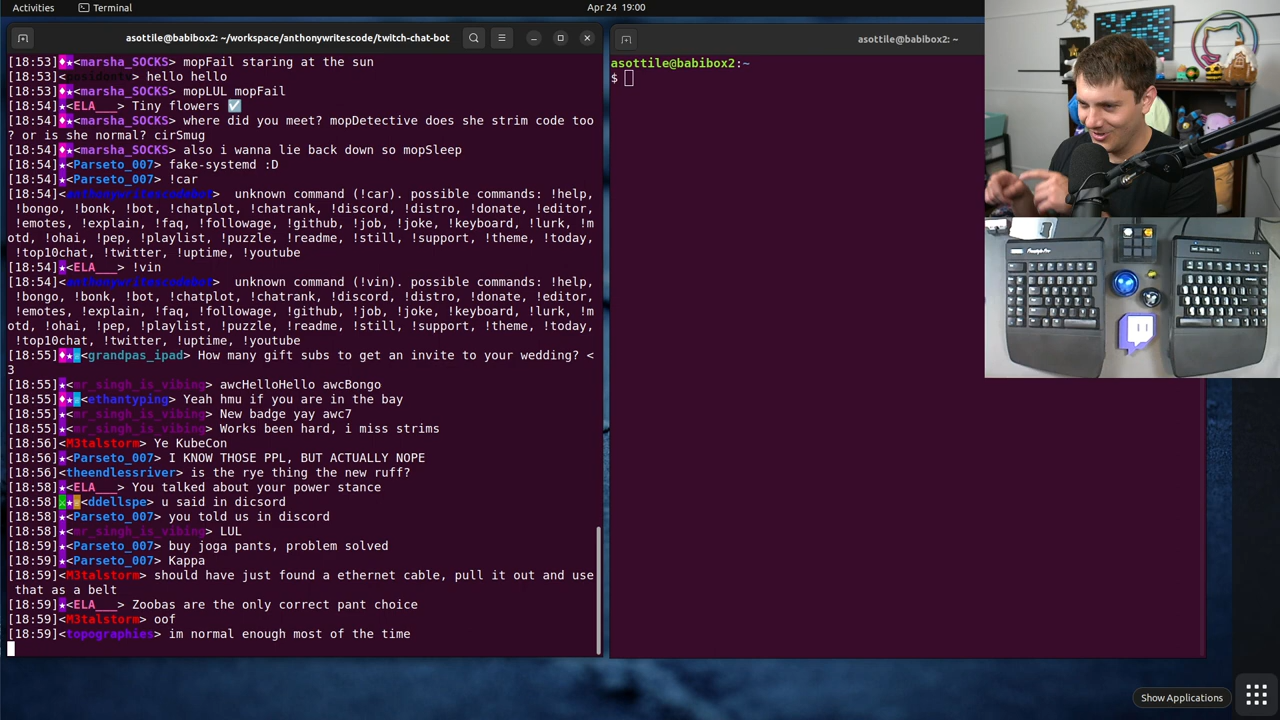 Activities
Terminal
Apr 24 19:00
asottile@babibox2: ~/workspace/anthonywritescode/twitch-chat-bot
[18:53]♦★<marsha_SOCKS> mopFail staring at the sun
[18:53]<posidontv> hello hello
[18:53]♦★<marsha_SOCKS> mopLUL mopFail
[18:54]★<ELA___> Tiny flowers ☑
[18:54]♦★<marsha_SOCKS> where did you meet? mopDetective does she strim code too
? or is she normal? cirSmug
[18:54]♦★<marsha_SOCKS> also i wanna lie back down so mopSleep
[18:54]★<Parseto_007> fake-systemd :D
[18:54]★<Parseto_007> !car
[18:54]<anthonywritescodebot>  unknown command (!car). possible commands: !help,
!bongo, !bonk, !bot, !chatplot, !chatrank, !discord, !distro, !donate, !editor,
!emotes, !explain, !faq, !followage, !github, !job, !joke, !keyboard, !lurk, !m
otd, !ohai, !pep, !playlist, !puzzle, !readme, !still, !support, !theme, !today,
!top10chat, !twitter, !uptime, !youtube
[18:54]★<ELA___> !vin
[18:54]<anthonywritescodebot>  unknown command (!vin). possible commands: !help,
!bongo, !bonk, !bot, !chatplot, !chatrank, !discord, !distro, !donate, !editor,
!emotes, !explain, !faq, !followage, !github, !job, !joke, !keyboard, !lurk, !m
otd, !ohai, !pep, !playlist, !puzzle, !readme, !still, !support, !theme, !today,
!top10chat, !twitter, !uptime, !youtube
[18:55]♦★<grandpas_ipad> How many gift subs to get an invite to your wedding? <
3
[18:55]★<mr_singh_is_vibing> awcHelloHello awcBongo
[18:55]♦★<ethantyping> Yeah hmu if you are in the bay
[18:55]★<mr_singh_is_vibing> New badge yay awc7
[18:55]★<mr_singh_is_vibing> Works been hard, i miss strims
[18:56]<M3talstorm> Ye KubeCon
[18:56]★<Parseto_007> I KNOW THOSE PPL, BUT ACTUALLY NOPE
[18:56]<theendlessriver> is the rye thing the new ruff?
[18:58]★<ELA___> You talked about your power stance
[18:58]⚔★<ddellspe> u said in dicsord
[18:58]★<Parseto_007> you told us in discord
[18:58]★<mr_singh_is_vibing> LUL
[18:59]★<Parseto_007> buy joga pants, problem solved
[18:59]★<Parseto_007> Kappa
[18:59]<M3talstorm> should have just found a ethernet cable, pull it out and use
that as a belt
[18:59]★<ELA___> Zoobas are the only correct pant choice
[18:59]<M3talstorm> oof
[18:59]<topographies> im normal enough most of the time
asottile@babibox2: ~
asottile@babibox2:~
$
Show Applications